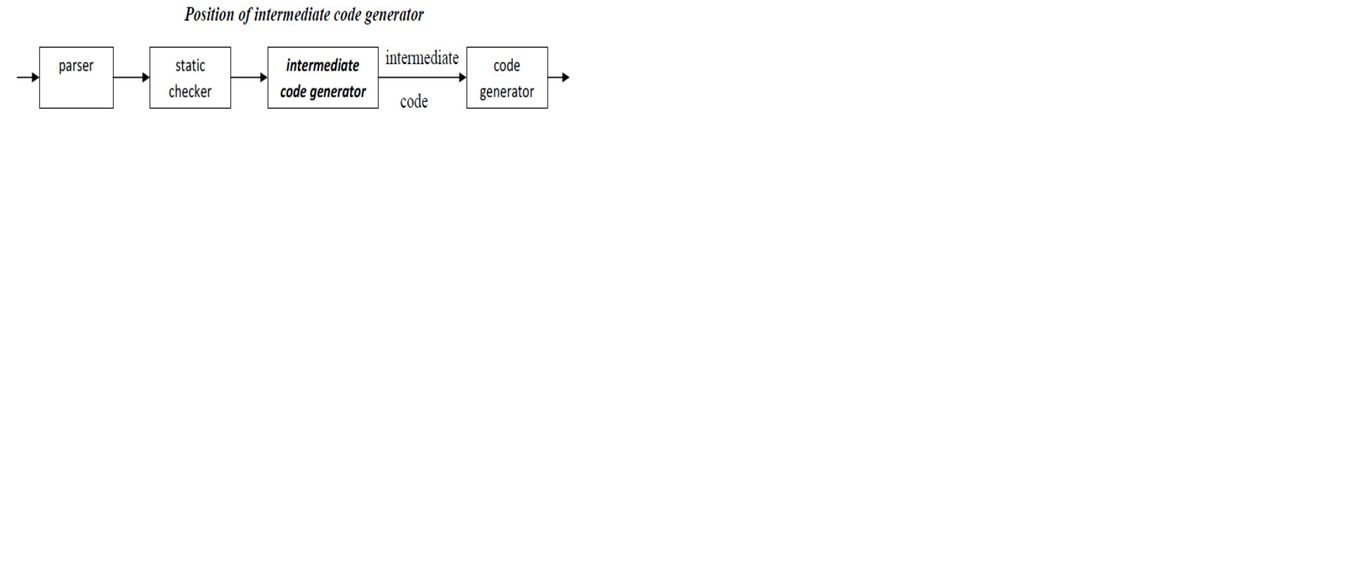 Position of intermediate code generator
parser
static
checker
intermediate
code generator
intermediate
code
code
generator